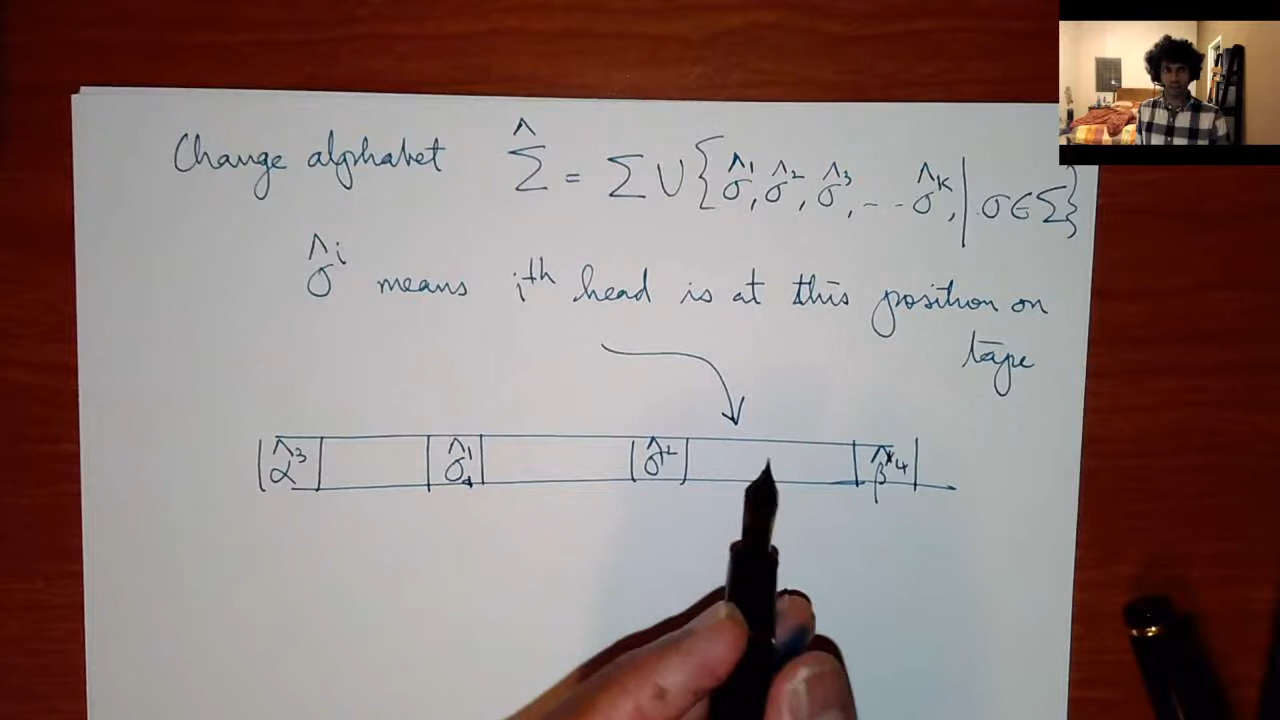 Change alphabet Σ̂ = Σ ∪ {σ̂¹, σ̂², σ̂³, --- σ̂ᵏ, | σ ∈ Σ}
σ̂ⁱ means iᵗʰ head is at this position on
tape
α̂³ σ̂¹ σ̂² β̂⁴